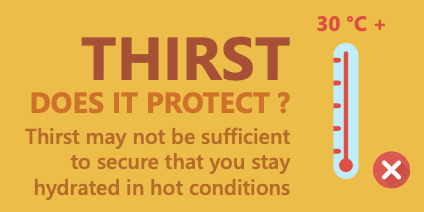 30 °C +
THIRST
DOES IT PROTECT ?
Thirst may not be sufficient
to secure that you stay
hydrated in hot conditions